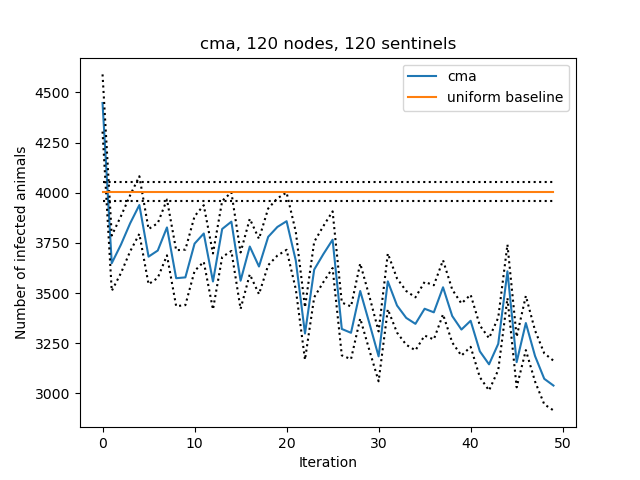 cma, 120 nodes, 120 sentinels
cma
uniform baseline
Number of infected animals
4500
4250
4000
3750
3500
3250
3000
0 10 20 30 40 50
Iteration